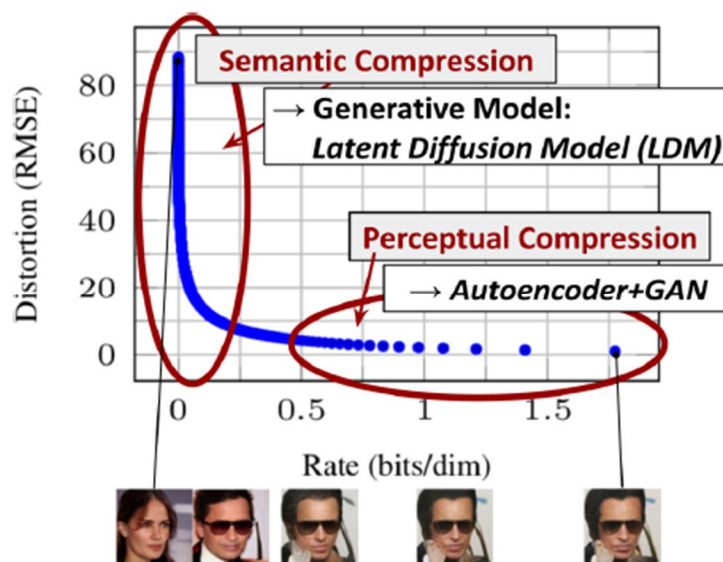 Semantic Compression
→ Generative Model:
Latent Diffusion Model (LDM)
Perceptual Compression
→ Autoencoder+GAN
Distortion (RMSE)
80
60
40
20
0
0
0.5
1
1.5
Rate (bits/dim)